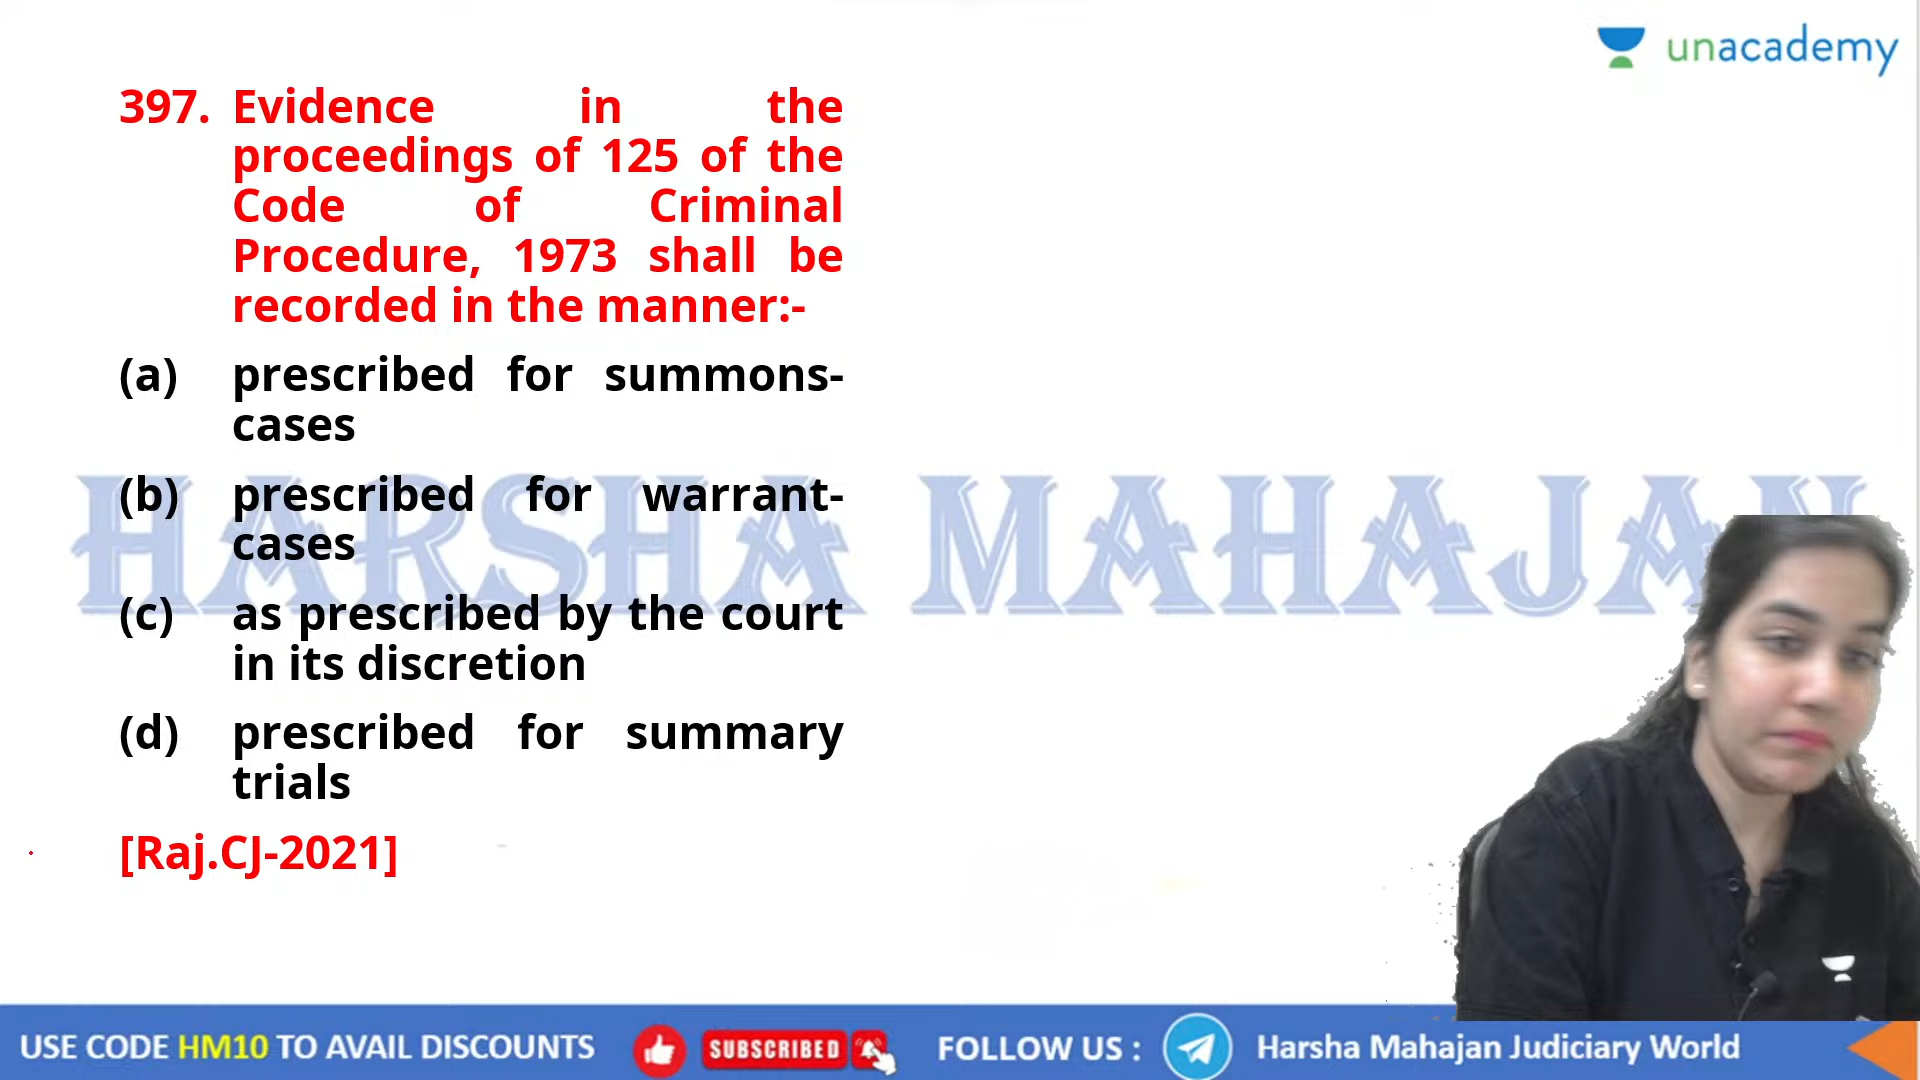 unacademy
397. Evidence in the
proceedings of 125 of the
Code of Criminal
Procedure, 1973 shall be
recorded in the manner:-
(a) prescribed for summons-
cases
(b) prescribed for warrant-
cases
(c) as prescribed by the court
in its discretion
(d) prescribed for summary
trials
[Raj.CJ-2021]
HARSHA MAHAJAN
USE CODE HM10 TO AVAIL DISCOUNTS
SUBSCRIBED
FOLLOW US :
Harsha Mahajan Judiciary World